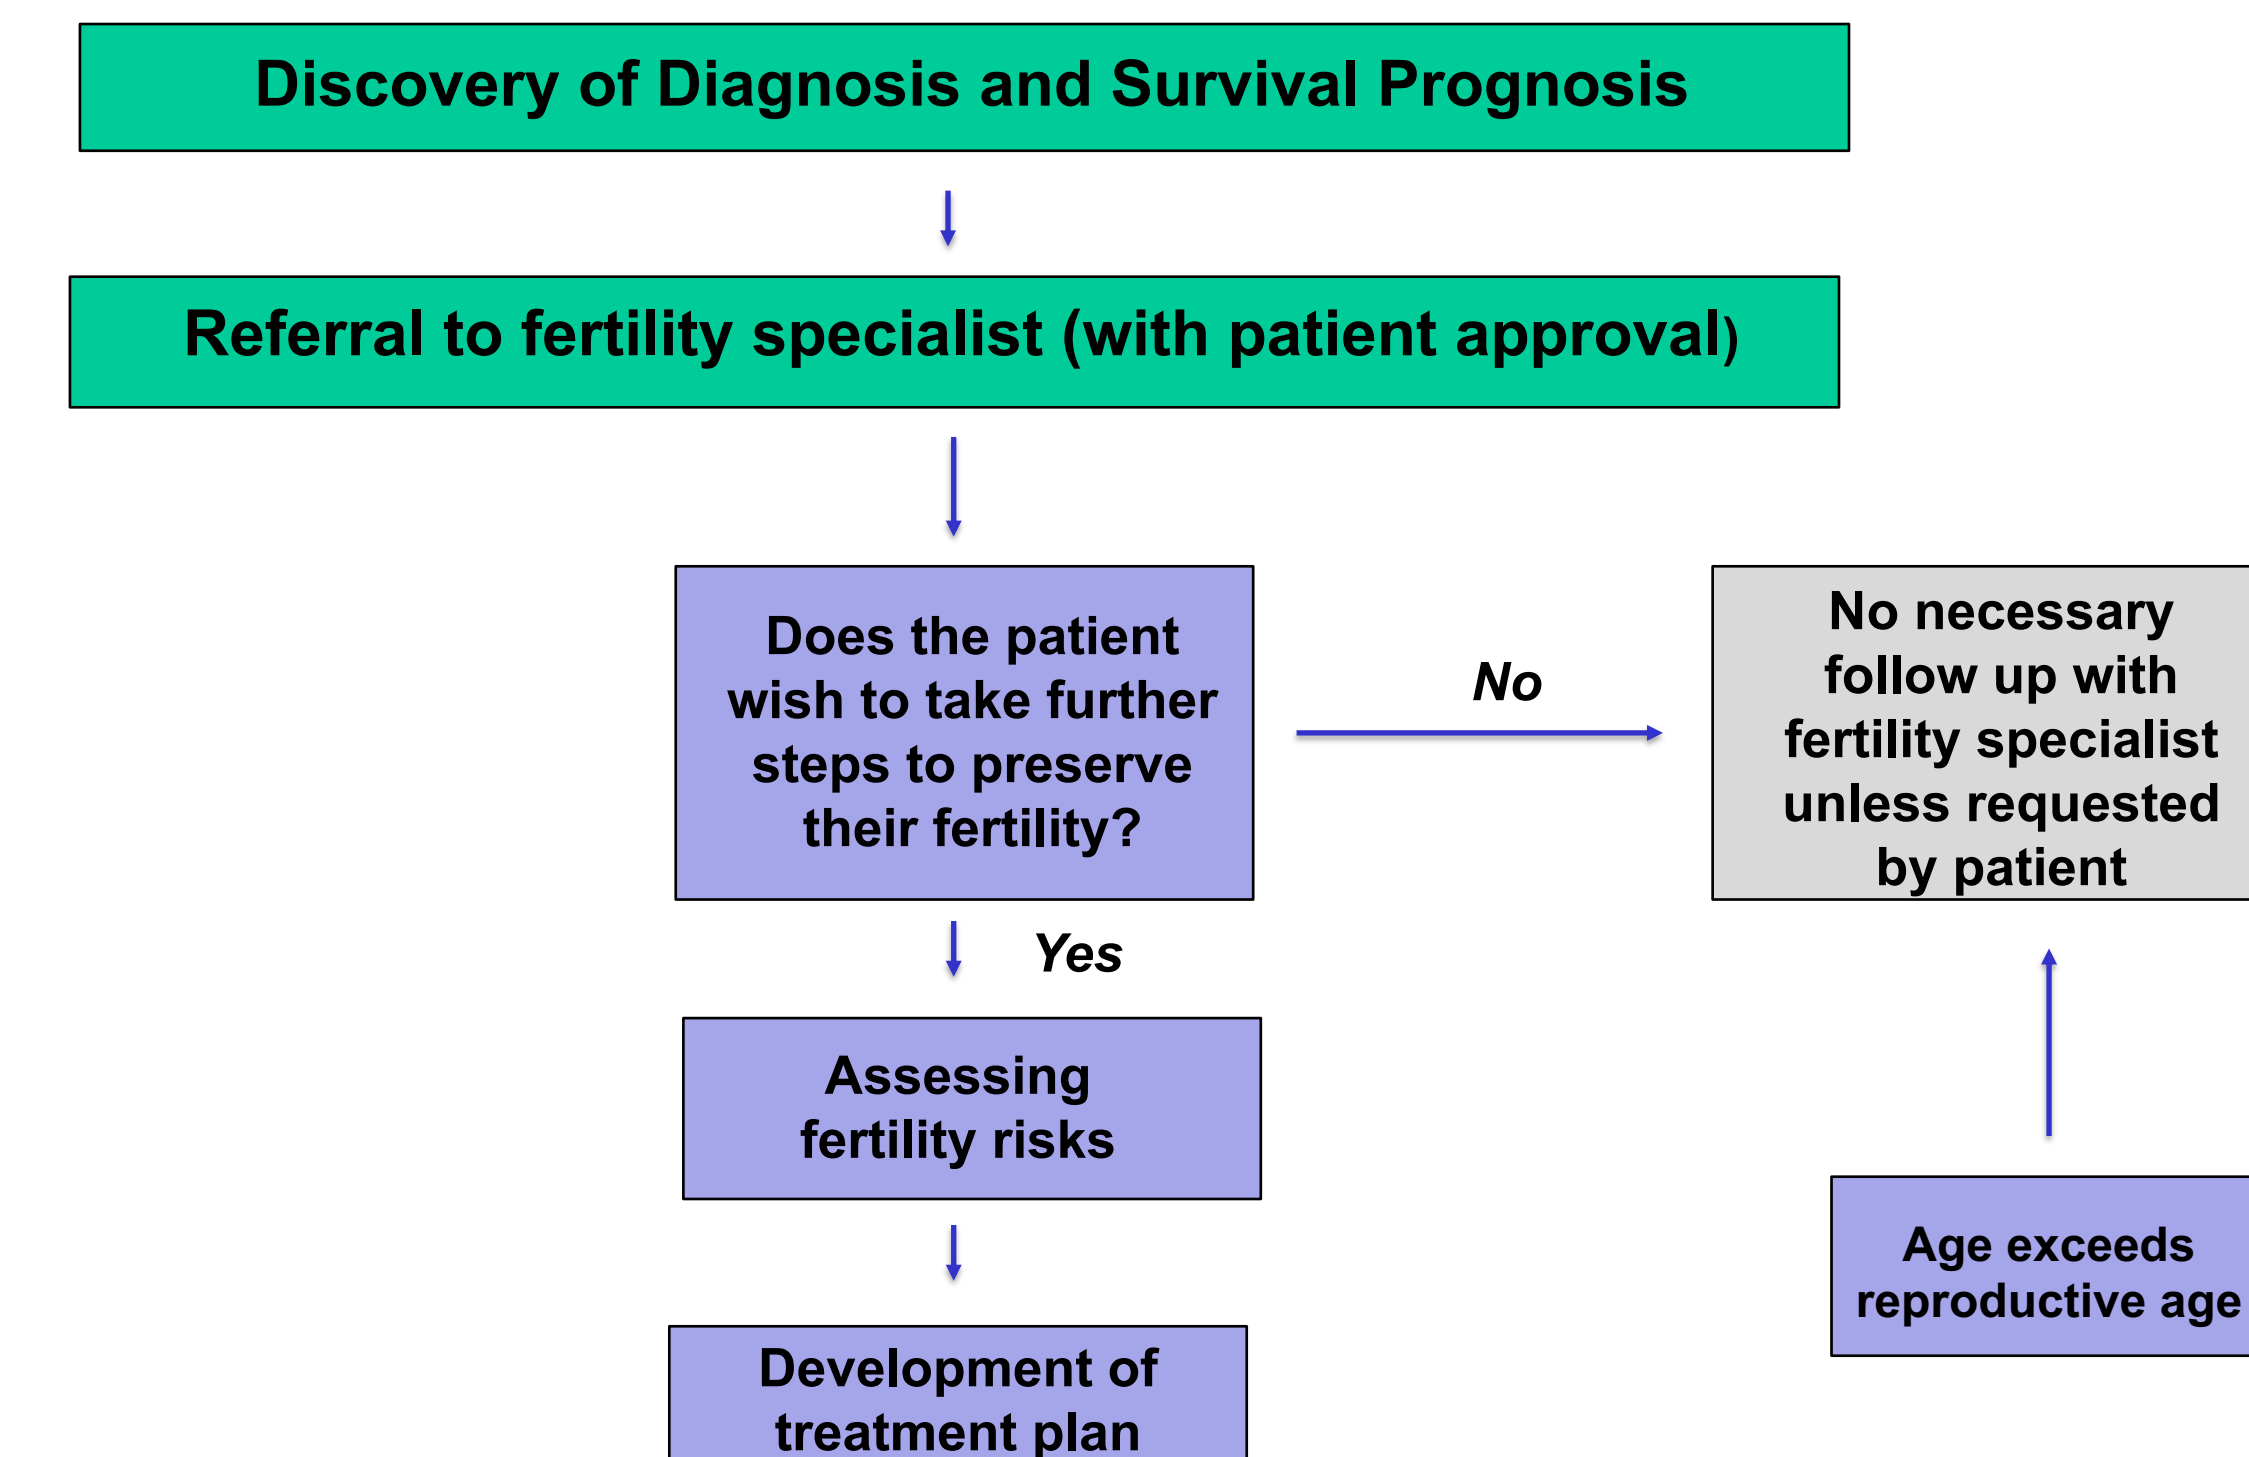 Discovery of Diagnosis and Survival Prognosis
Referral to fertility specialist (with patient approval)
Does the patient
wish to take further
steps to preserve
their fertility?
No
No necessary
follow up with
fertility specialist
unless requested
by patient
Yes
Assessing
fertility risks
Age exceeds
reproductive age
Development of
treatment plan